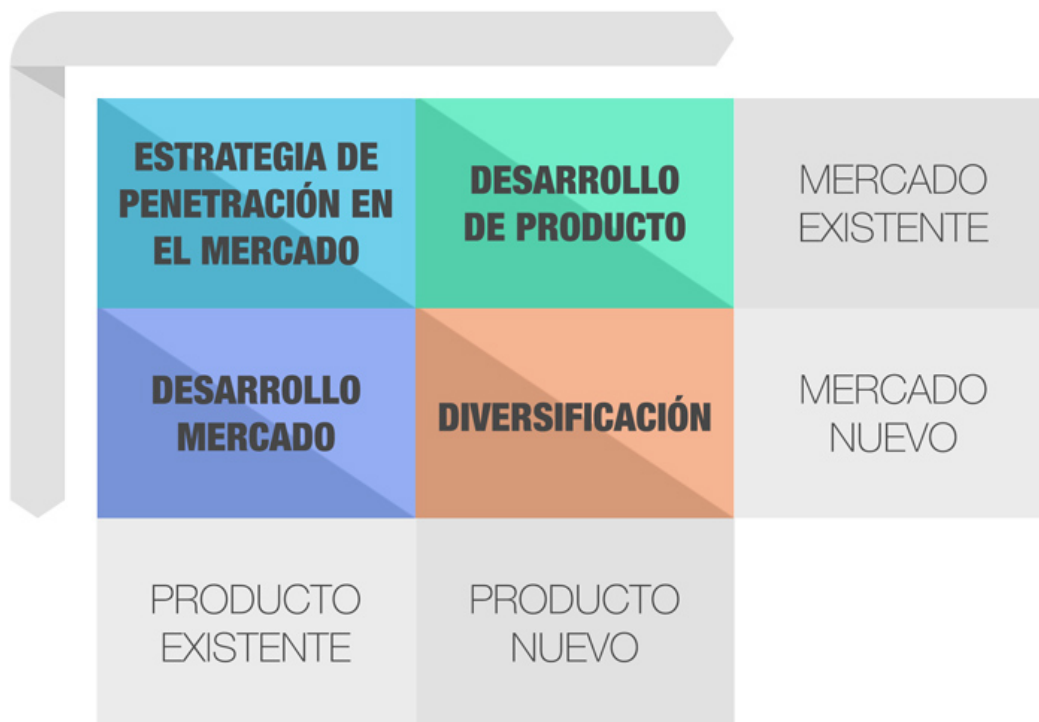 ESTRATEGIA DE
PENETRACIÓN EN
EL MERCADO
DESARROLLO
DE PRODUCTO
MERCADO
EXISTENTE
DESARROLLO
MERCADO
DIVERSIFICACIÓN
MERCADO
NUEVO
PRODUCTO
EXISTENTE
PRODUCTO
NUEVO